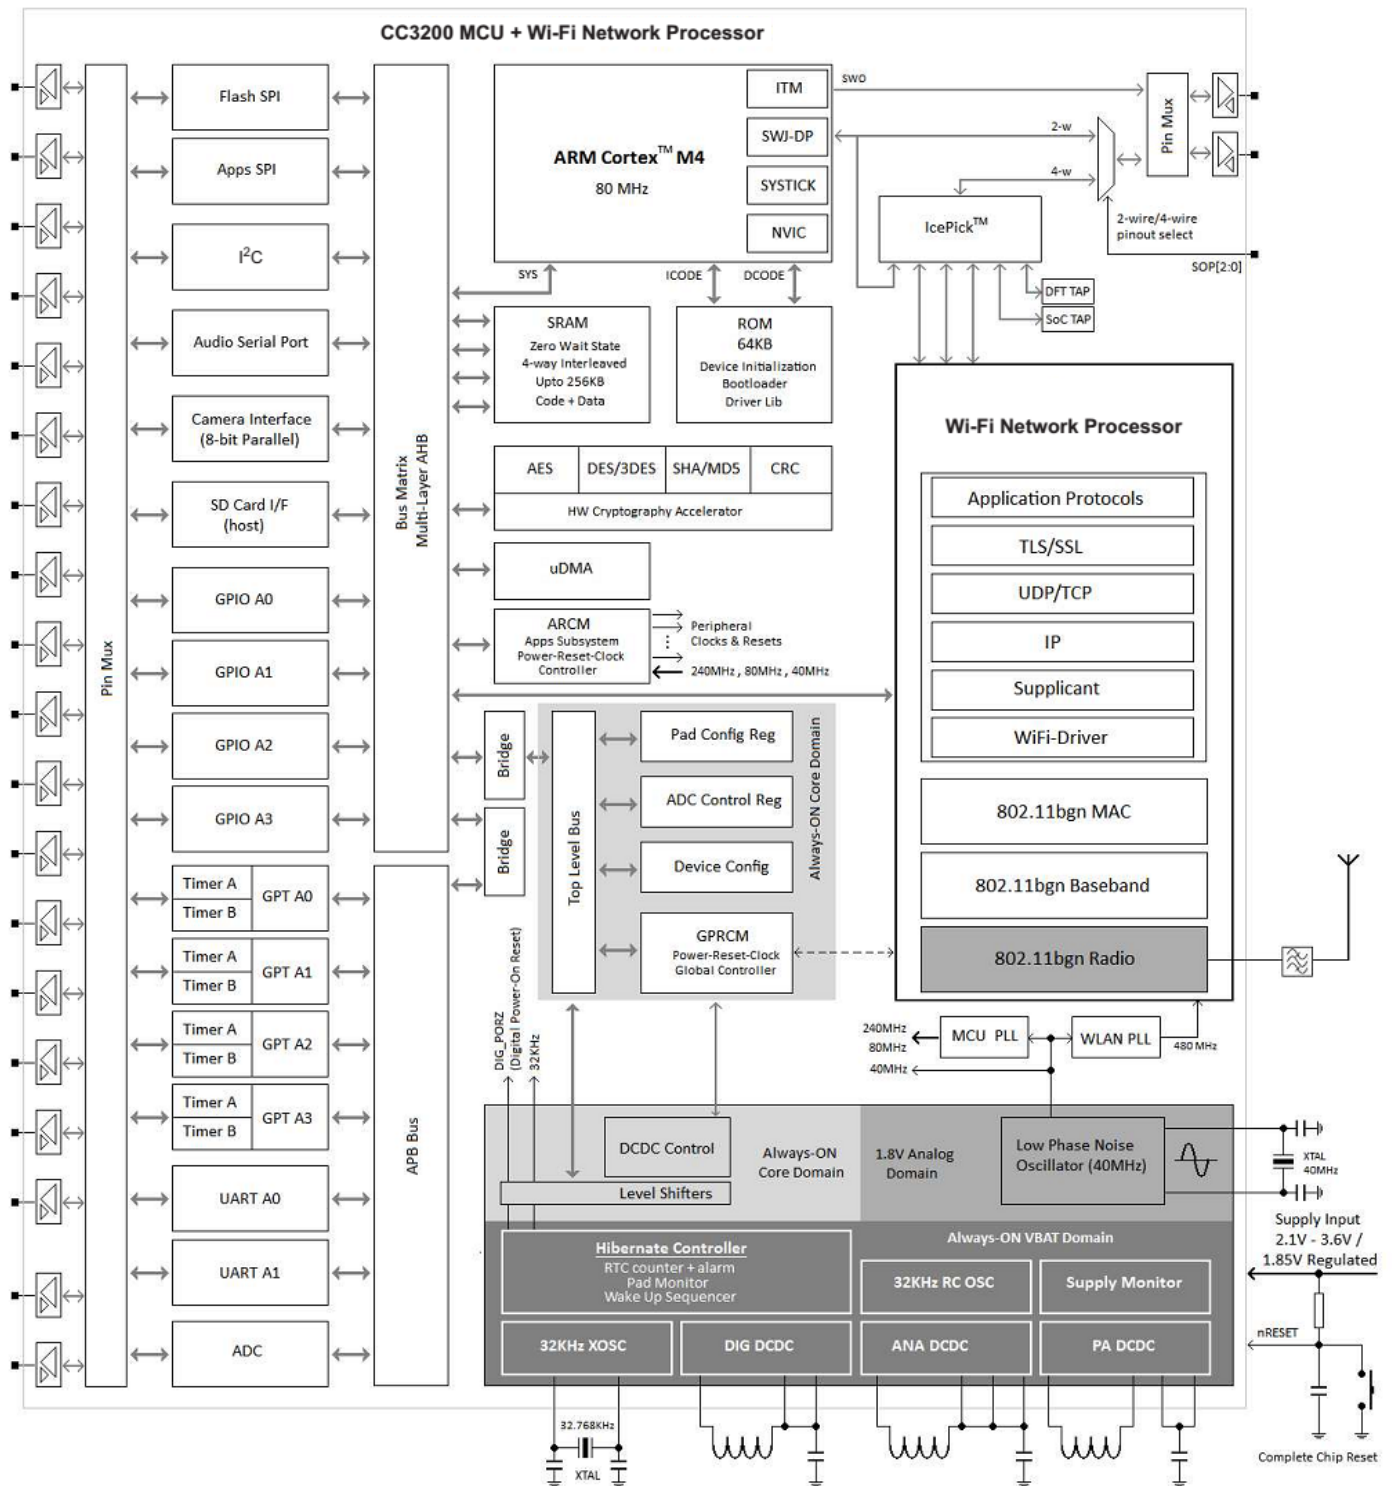 CC3200 MCU + Wi-Fi Network Processor
Pin Mux
Flash SPI
Apps SPI
I2C
Audio Serial Port
Camera Interface
(8-bit Parallel)
SD Card I/F
(host)
GPIO A0
GPIO A1
GPIO A2
GPIO A3
Timer A
Timer B
GPT A0
Timer A
Timer B
GPT A1
Timer A
Timer B
GPT A2
Timer A
Timer B
GPT A3
UART A0
UART A1
ADC
Bus Matrix
Multi-Layer AHB
APB Bus
ARM Cortex™ M4
80 MHz
ITM
SWJ-DP
SYSTICK
NVIC
SWO
2-w
4-w
Pin Mux
IcePick™
2-wire/4-wire
pinout select
SOP[2:0]
DFT TAP
SoC TAP
SYS
ICODE
DCODE
SRAM
Zero Wait State
4-way Interleaved
Upto 256KB
Code + Data
ROM
64KB
Device Initialization
Bootloader
Driver Lib
AES
DES/3DES
SHA/MD5
CRC
HW Cryptography Accelerator
uDMA
ARCM
Apps Subsystem
Power-Reset-Clock
Controller
Peripheral
Clocks & Resets
240MHz , 80MHz , 40MHz
Bridge
Bridge
Top Level Bus
Pad Config Reg
ADC Control Reg
Device Config
GPRCM
Power-Reset-Clock
Global Controller
Always-ON Core Domain
Wi-Fi Network Processor
Application Protocols
TLS/SSL
UDP/TCP
IP
Supplicant
WiFi-Driver
802.11bgn MAC
802.11bgn Baseband
802.11bgn Radio
DIG_PORZ
(Digital Power-On Reset)
32KHz
240MHz
80MHz
40MHz
MCU PLL
WLAN PLL
480 MHz
DCDC Control
Level Shifters
Always-ON
Core Domain
1.8V Analog
Domain
Low Phase Noise
Oscillator (40MHz)
XTAL
40MHz
Always-ON VBAT Domain
Hibernate Controller
RTC counter + alarm
Pad Monitor
Wake Up Sequencer
32KHz RC OSC
Supply Monitor
32KHz XOSC
DIG DCDC
ANA DCDC
PA DCDC
Supply Input
2.1V - 3.6V /
1.85V Regulated
nRESET
32.768KHz
XTAL
Complete Chip Reset